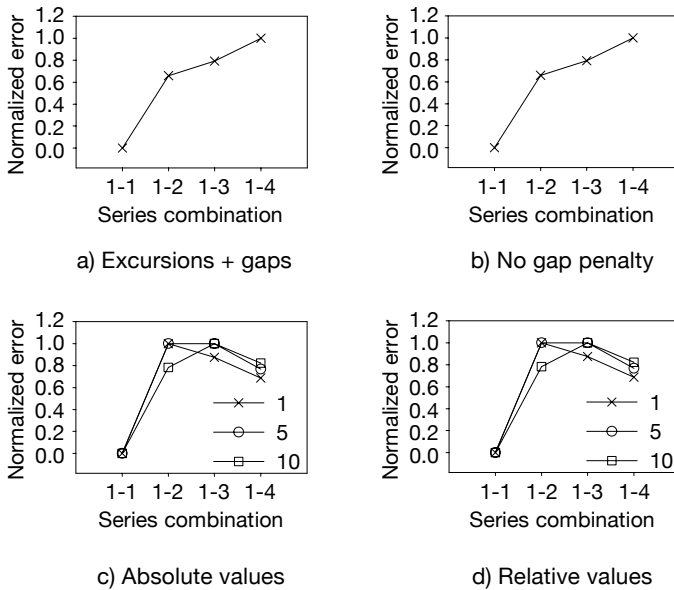 Normalized error
1.2
1.0
0.8
0.6
0.4
0.2
0.0
1-1 1-2 1-3 1-4
Series combination
a) Excursions + gaps
Normalized error
1.2
1.0
0.8
0.6
0.4
0.2
0.0
1-1 1-2 1-3 1-4
Series combination
b) No gap penalty
Normalized error
1.2
1.0
0.8
0.6
0.4
0.2
0.0
1
5
10
1-1 1-2 1-3 1-4
Series combination
c) Absolute values
Normalized error
1.2
1.0
0.8
0.6
0.4
0.2
0.0
1
5
10
1-1 1-2 1-3 1-4
Series combination
d) Relative values